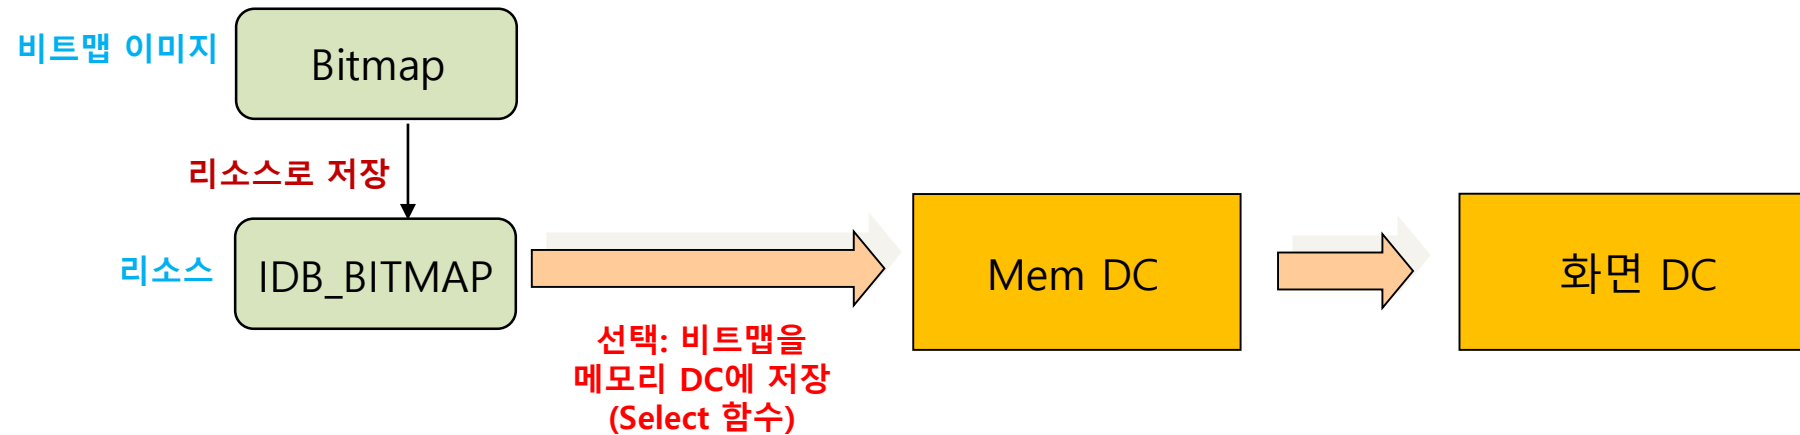 비트맵 이미지
Bitmap
리소스로 저장
리소스
IDB_BITMAP
Mem DC
화면 DC
선택: 비트맵을
메모리 DC에 저장
(Select 함수)